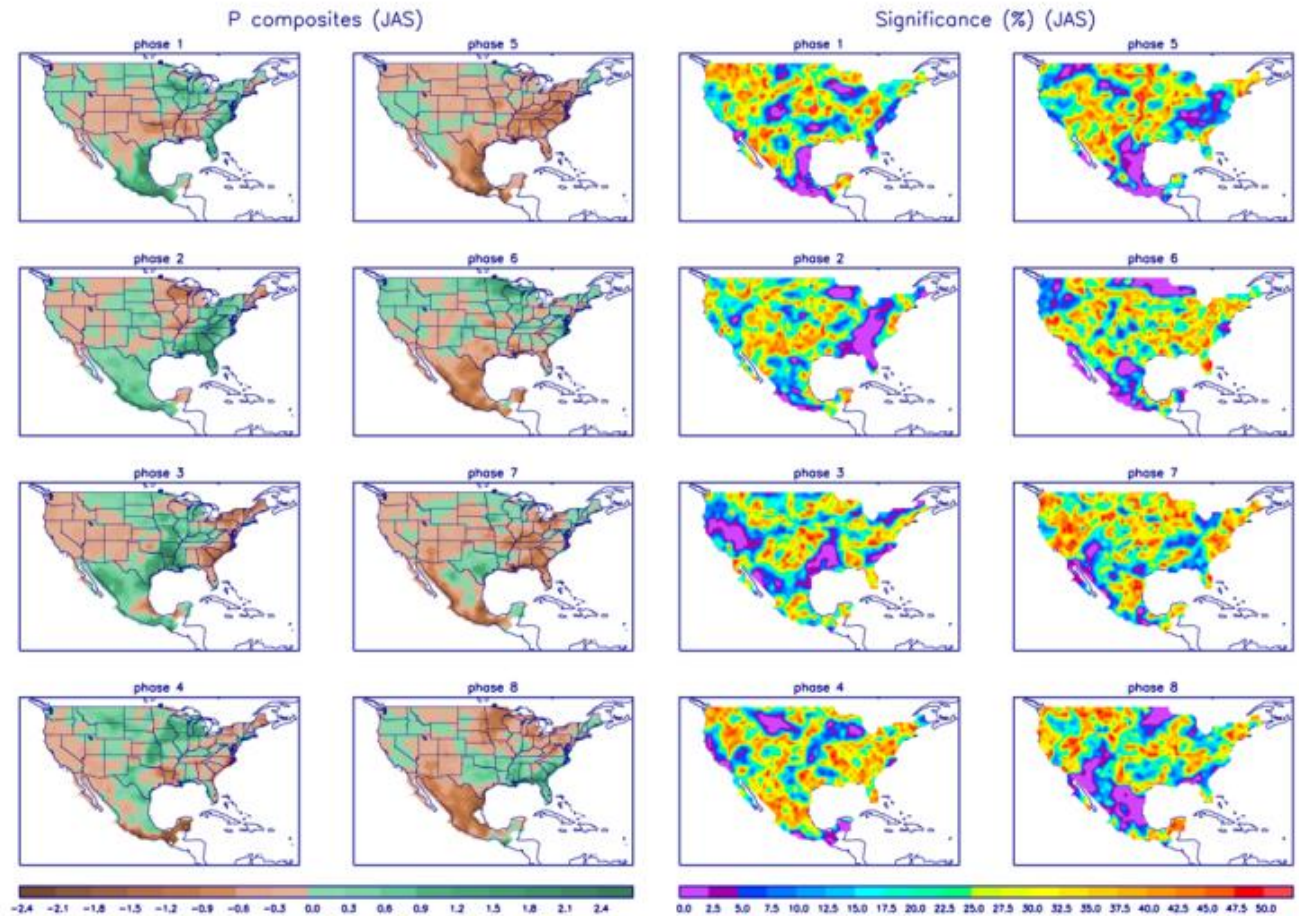 P composites (JAS)
Significance (%) (JAS)
phase 1
phase 5
phase 1
phase 5
phase 2
phase 6
phase 2
phase 6
phase 3
phase 7
phase 3
phase 7
phase 4
phase 8
phase 4
phase 8
−2.4 −2.1 −1.8 −1.5 −1.2 −0.9 −0.6 −0.3 0.0 0.3 0.6 0.9 1.2 1.5 1.8 2.1 2.4
0.0 2.5 5.0 7.5 10.0 12.5 15.0 17.5 20.0 22.5 25.0 27.5 30.0 32.5 35.0 37.5 40.0 42.5 45.0 47.5 50.0